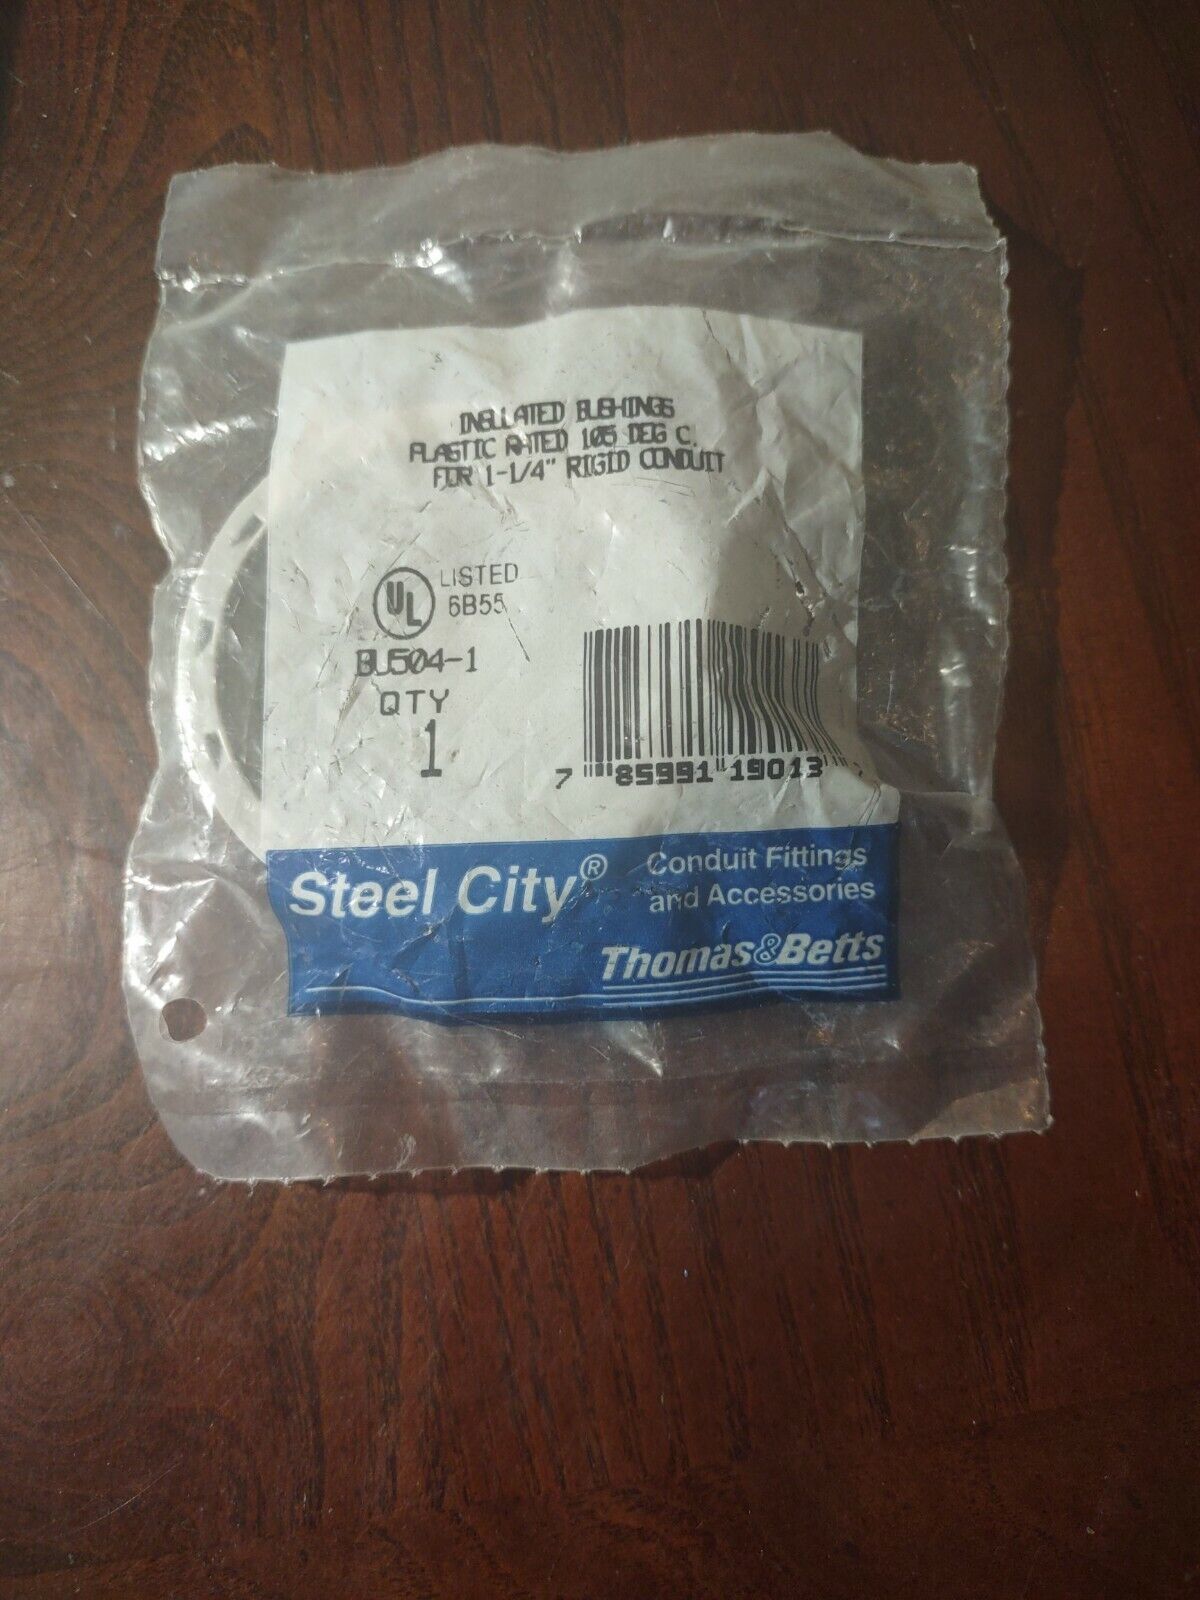 INSULATED BUSHINGS
PLASTIC RATED 105 DEG C.
FOR 1-1/4" RIGID CONDUIT
UL LISTED
6B55
BU504-1
QTY
1
7 85991 19013
Steel City® Conduit Fittings
and Accessories
Thomas&Betts